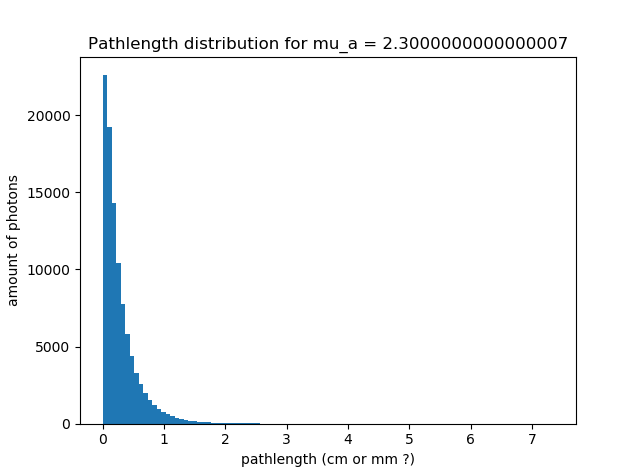 Pathlength distribution for mu_a = 2.3000000000000007
20000
15000
10000
5000
0
amount of photons
0 1 2 3 4 5 6 7
pathlength (cm or mm ?)